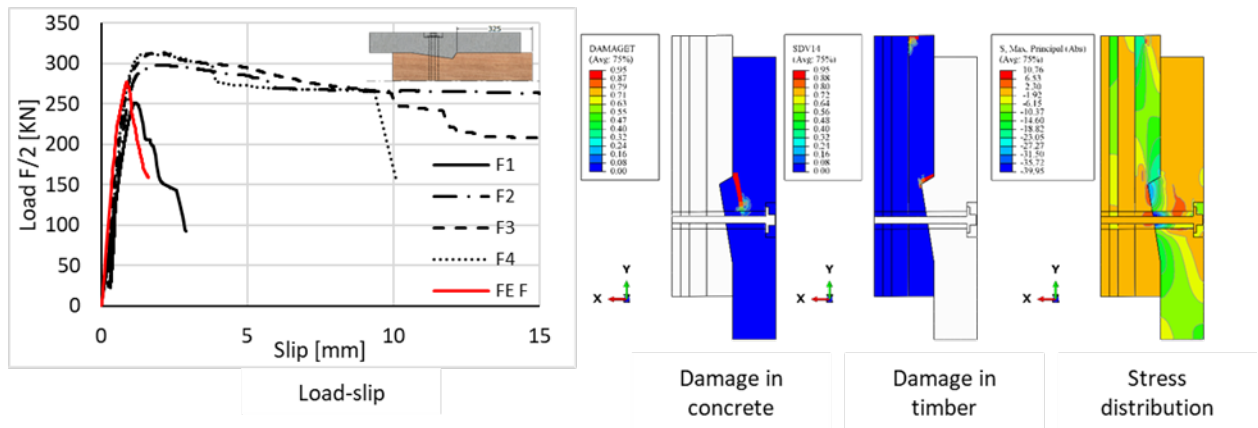 350
300
250
200
150
100
50
0
Load F/2 [KN]
325
F1
F2
F3
F4
FE F
0
5
10
15
Slip [mm]
Load-slip
DAMAGET
(Avg: 75%)
0.95
0.87
0.79
0.71
0.63
0.55
0.47
0.40
0.32
0.24
0.16
0.08
0.00
Y
X
Damage in
concrete
SDV14
(Avg: 75%)
0.95
0.88
0.80
0.72
0.64
0.56
0.48
0.40
0.32
0.24
0.16
0.08
0.00
Y
X
Damage in
timber
S, Max. Principal (Abs)
(Avg: 75%)
10.76
6.53
2.30
-1.92
-6.15
-10.37
-14.60
-18.82
-23.05
-27.27
-31.50
-35.72
-39.95
Y
X
Stress
distribution